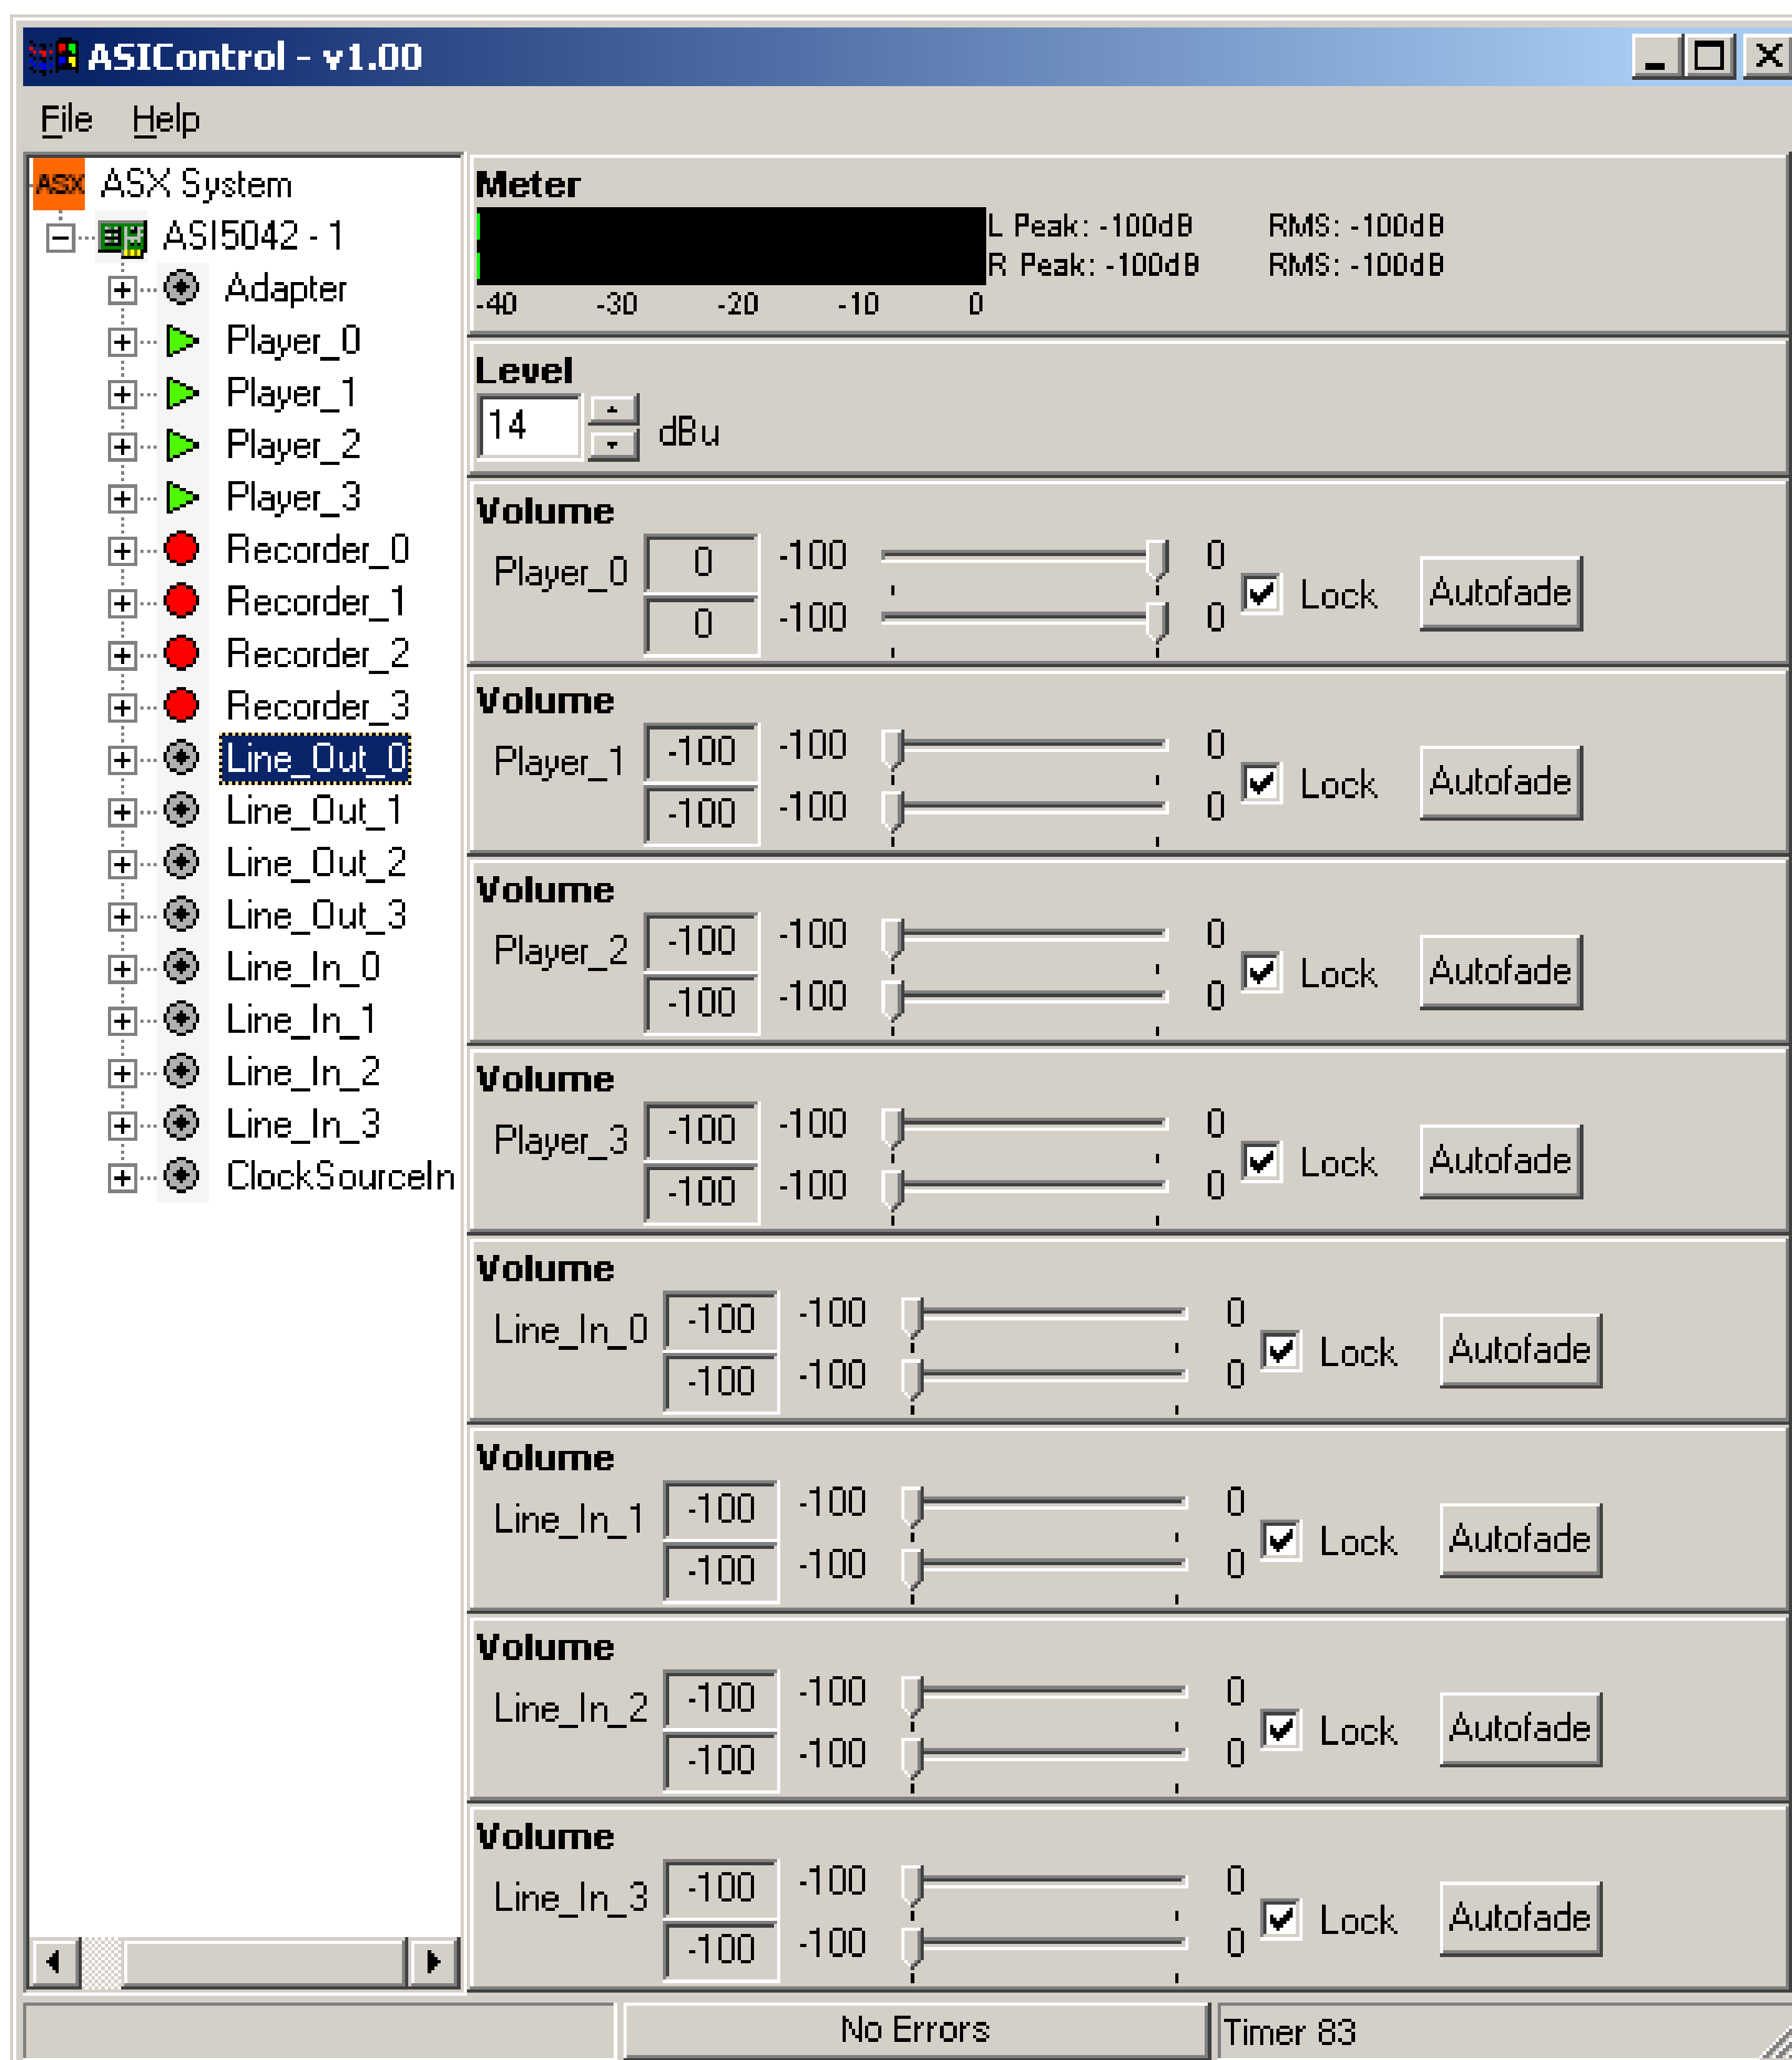 ASIControl - v1.00
File Help
ASX ASX System
ASI5042 - 1
Adapter
Player_0
Player_1
Player_2
Player_3
Recorder_0
Recorder_1
Recorder_2
Recorder_3
Line_Out_0
Line_Out_1
Line_Out_2
Line_Out_3
Line_In_0
Line_In_1
Line_In_2
Line_In_3
ClockSourceIn
Meter
L Peak: -100dB RMS: -100dB
R Peak: -100dB RMS: -100dB
-40 -30 -20 -10 0
Level
14 dBu
Volume
Player_0 0 -100 0 Lock Autofade
0 -100 0
Volume
Player_1 -100 -100 0 Lock Autofade
-100 -100 0
Volume
Player_2 -100 -100 0 Lock Autofade
-100 -100 0
Volume
Player_3 -100 -100 0 Lock Autofade
-100 -100 0
Volume
Line_In_0 -100 -100 0 Lock Autofade
-100 -100 0
Volume
Line_In_1 -100 -100 0 Lock Autofade
-100 -100 0
Volume
Line_In_2 -100 -100 0 Lock Autofade
-100 -100 0
Volume
Line_In_3 -100 -100 0 Lock Autofade
-100 -100 0
No Errors
Timer 83